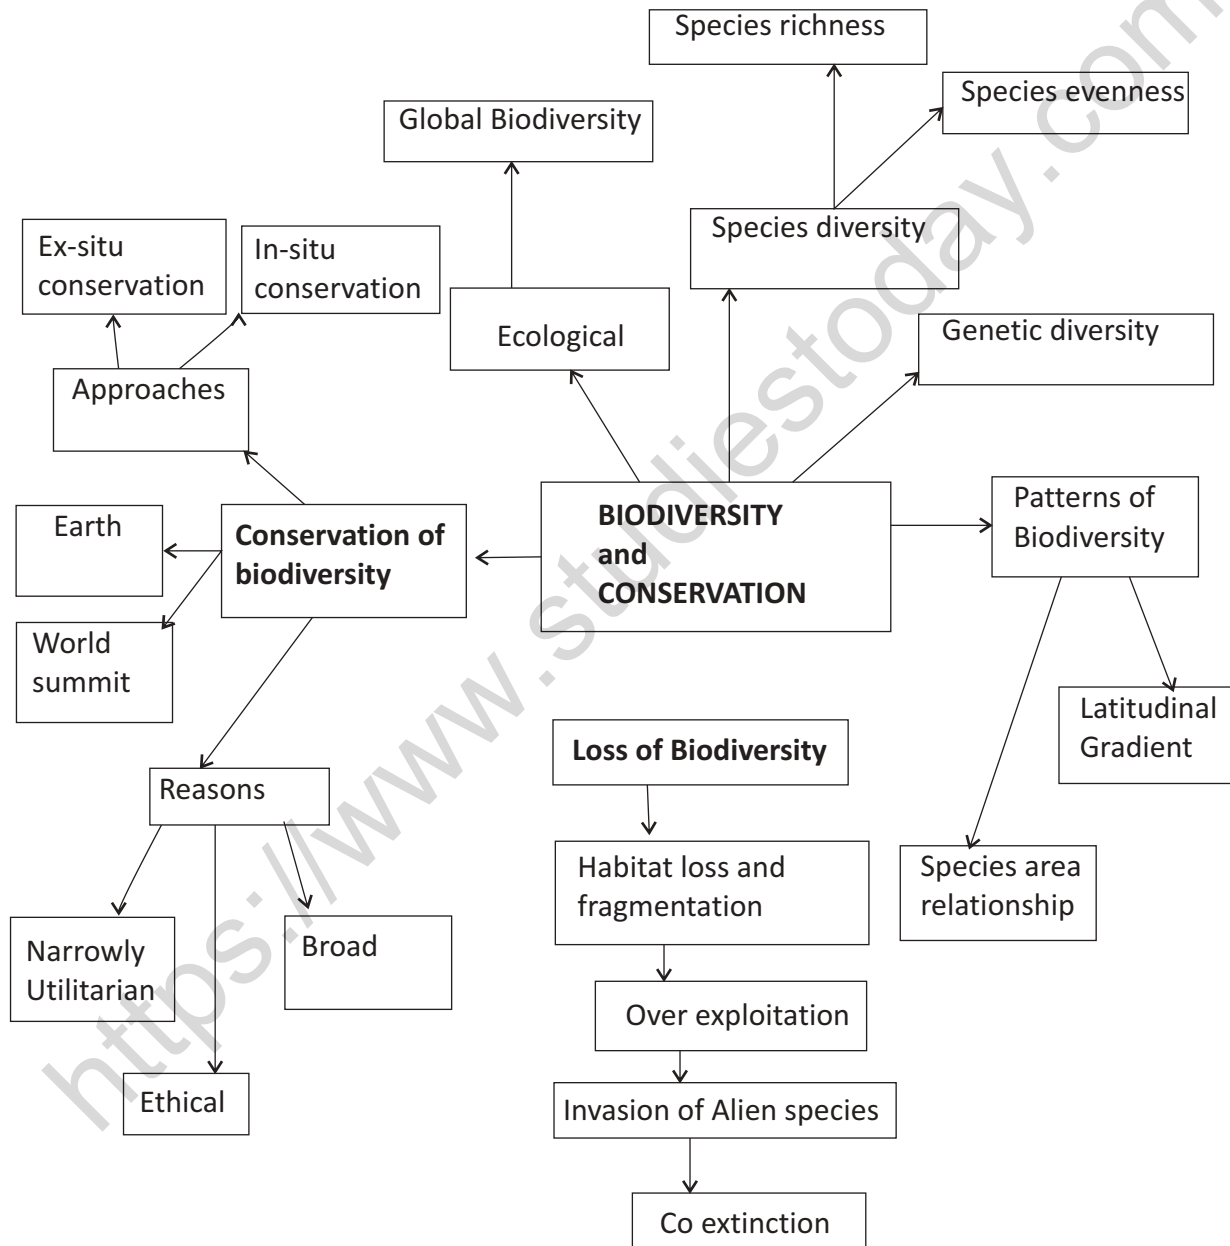 Species richness
Species evenness
Global Biodiversity
Species diversity
Ex-situ
conservation
In-situ
conservation
Ecological
Genetic diversity
Approaches
Patterns of
Biodiversity
BIODIVERSITY
and
CONSERVATION
Conservation of
biodiversity
Earth
World
summit
Latitudinal
Gradient
Loss of Biodiversity
Reasons
Habitat loss and
fragmentation
Species area
relationship
Narrowly
Utilitarian
Broad
Over exploitation
Ethical
Invasion of Alien species
Co extinction
https://www.studiestoday.com